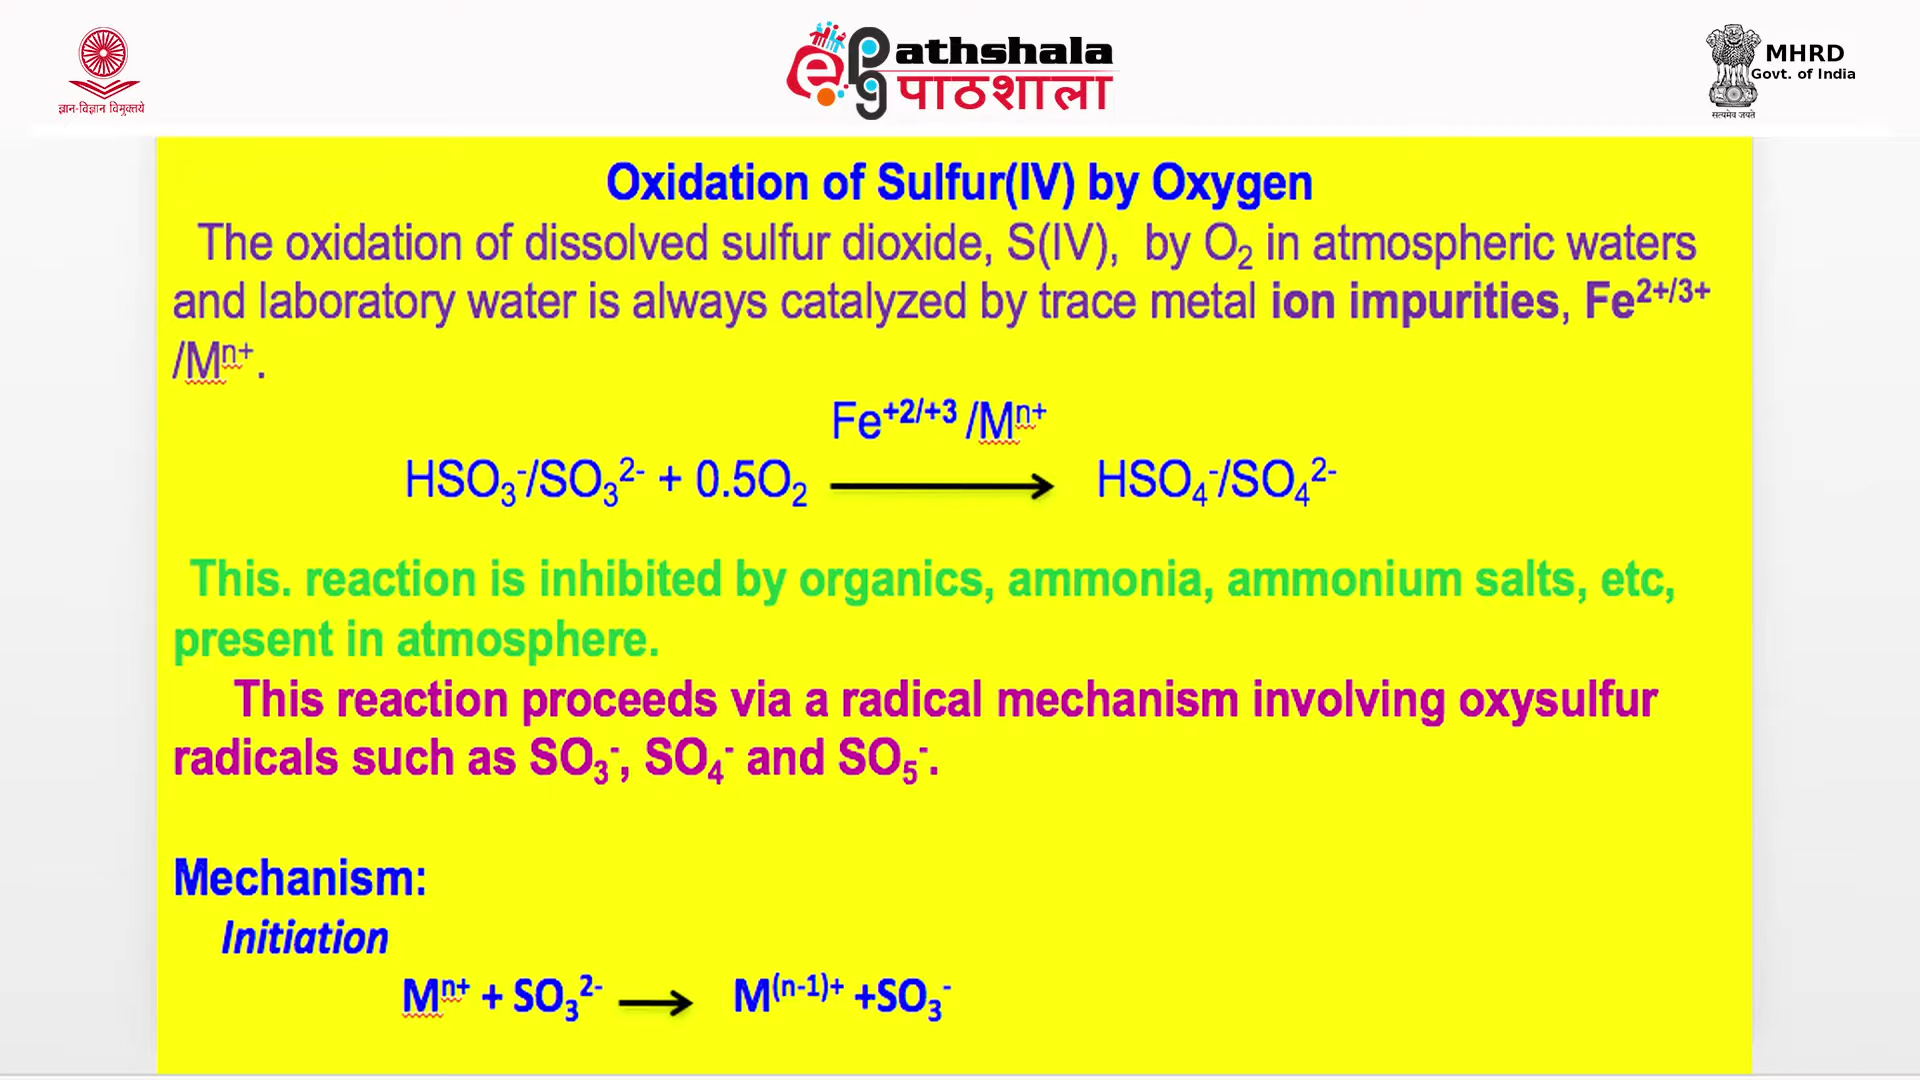 ज्ञान-विज्ञान विमुक्तये
ePGathshala
पाठशाला
MHRD
Govt. of India
सत्यमेव जयते
Oxidation of Sulfur(IV) by Oxygen
The oxidation of dissolved sulfur dioxide, S(IV), by O₂ in atmospheric waters
and laboratory water is always catalyzed by trace metal ion impurities, Fe²⁺/³⁺
/Mⁿ⁺.
Fe⁺²/⁺³ /Mⁿ⁺
HSO₃⁻/SO₃²⁻ + 0.5O₂ ⟶ HSO₄⁻/SO₄²⁻
This. reaction is inhibited by organics, ammonia, ammonium salts, etc,
present in atmosphere.
This reaction proceeds via a radical mechanism involving oxysulfur
radicals such as SO₃⁻, SO₄⁻ and SO₅⁻.
Mechanism:
Initiation
Mⁿ⁺ + SO₃²⁻ ⟶ M⁽ⁿ⁻¹⁾⁺ +SO₃⁻